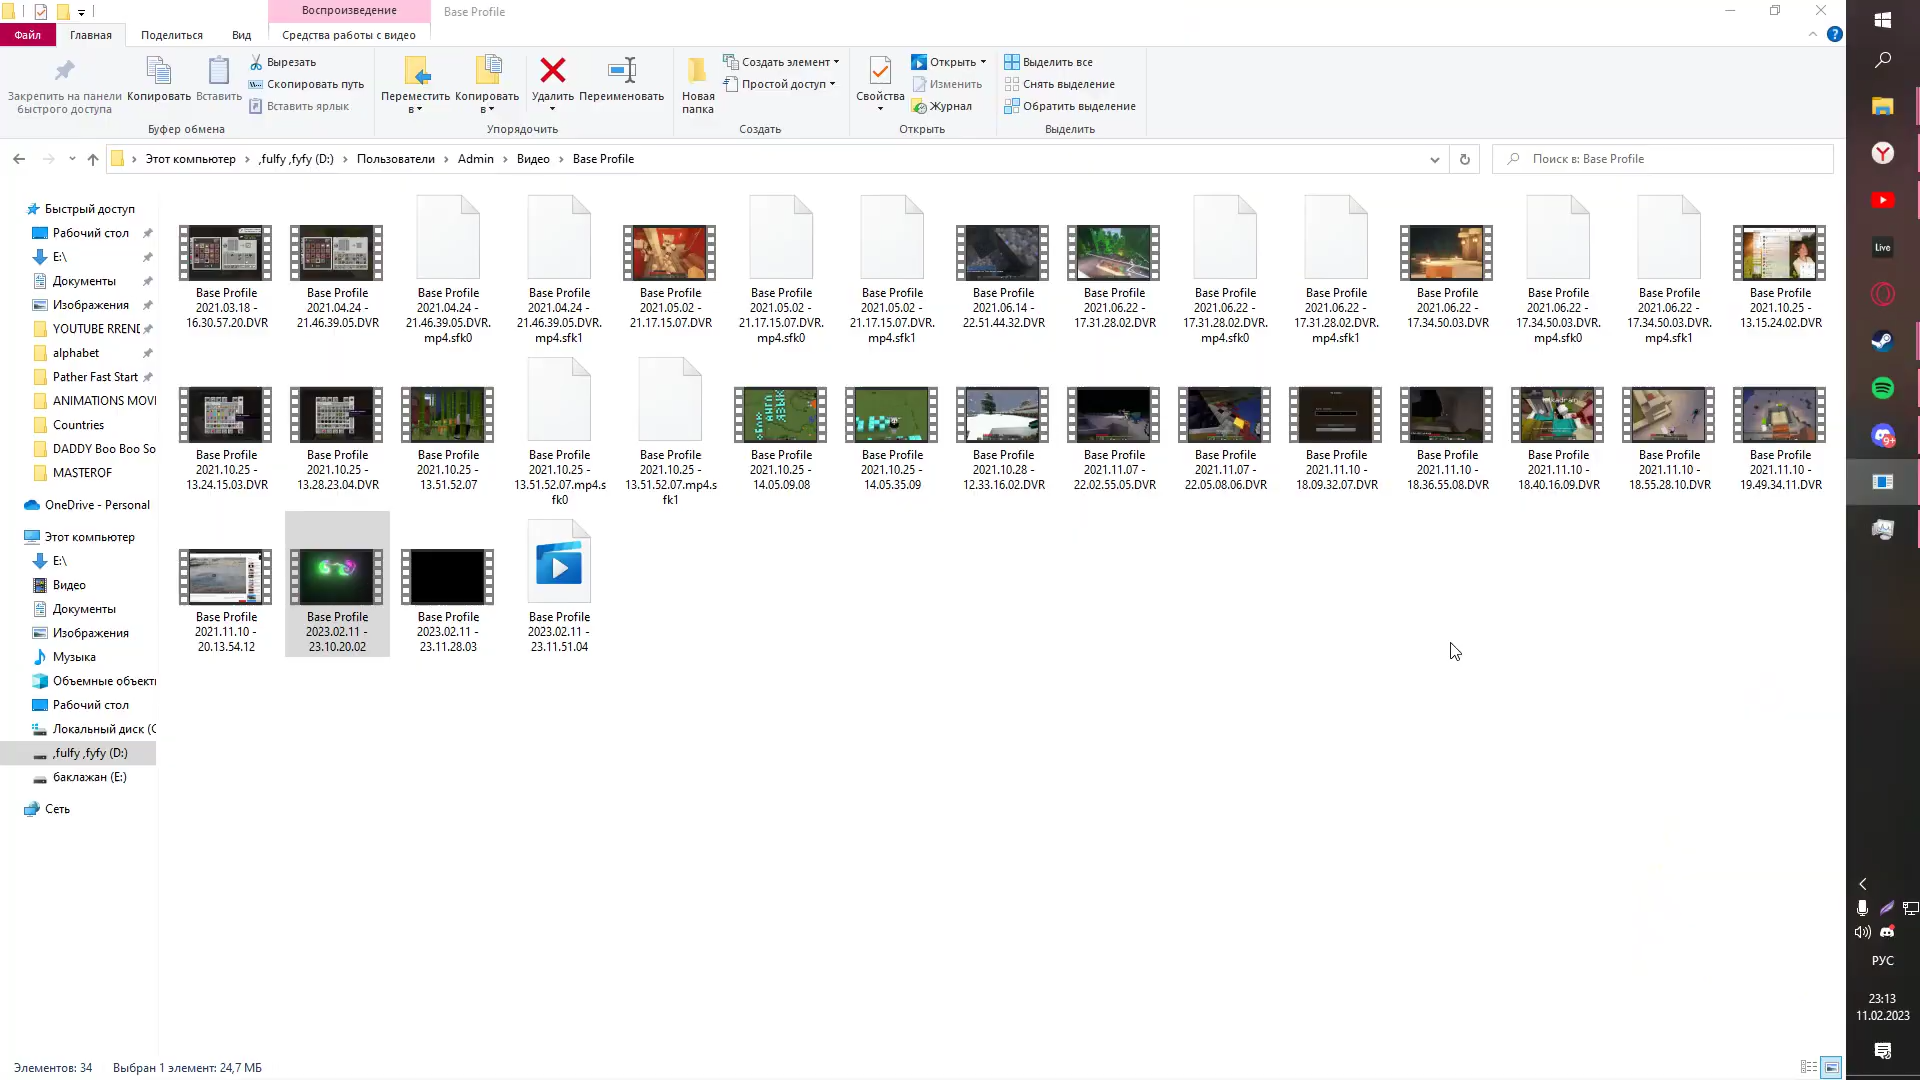 Воспроизведение
Base Profile
Файл
Главная
Поделиться
Вид
Средства работы с видео
Закрепить на панели
быстрого доступа
Копировать
Вставить
Вырезать
Скопировать путь
Вставить ярлык
Буфер обмена
Переместить
в
Копировать
в
Удалить
Переименовать
Упорядочить
Новая
папка
Создать элемент
Простой доступ
Создать
Свойства
Открыть
Изменить
Журнал
Открыть
Выделить все
Снять выделение
Обратить выделение
Выделить
Этот компьютер
,fulfy ,fyfy (D:)
Пользователи
Admin
Видео
Base Profile
Поиск в: Base Profile
Быстрый доступ
Рабочий стол
E:\
Документы
Изображения
YOUTUBE RREND
alphabet
Pather Fast Start
ANIMATIONS MOVI
Countries
DADDY Boo Boo So
MASTEROF
OneDrive - Personal
Этот компьютер
E:\
Видео
Документы
Изображения
Музыка
Объемные объект
Рабочий стол
Локальный диск (C
,fulfy ,fyfy (D:)
баклажан (E:)
Сеть
Base Profile
2021.03.18 -
16.30.57.20.DVR
Base Profile
2021.04.24 -
21.46.39.05.DVR
Base Profile
2021.04.24 -
21.46.39.05.DVR.
mp4.sfk0
Base Profile
2021.04.24 -
21.46.39.05.DVR.
mp4.sfk1
Base Profile
2021.05.02 -
21.17.15.07.DVR
Base Profile
2021.05.02 -
21.17.15.07.DVR.
mp4.sfk0
Base Profile
2021.05.02 -
21.17.15.07.DVR.
mp4.sfk1
Base Profile
2021.06.14 -
22.51.44.32.DVR
Base Profile
2021.06.22 -
17.31.28.02.DVR
Base Profile
2021.06.22 -
17.31.28.02.DVR.
mp4.sfk0
Base Profile
2021.06.22 -
17.31.28.02.DVR.
mp4.sfk1
Base Profile
2021.06.22 -
17.34.50.03.DVR
Base Profile
2021.06.22 -
17.34.50.03.DVR.
mp4.sfk0
Base Profile
2021.06.22 -
17.34.50.03.DVR.
mp4.sfk1
Base Profile
2021.10.25 -
13.15.24.02.DVR
Base Profile
2021.10.25 -
13.24.15.03.DVR
Base Profile
2021.10.25 -
13.28.23.04.DVR
Base Profile
2021.10.25 -
13.51.52.07
Base Profile
2021.10.25 -
13.51.52.07.mp4.s
fk0
Base Profile
2021.10.25 -
13.51.52.07.mp4.s
fk1
Base Profile
2021.10.25 -
14.05.09.08
Base Profile
2021.10.25 -
14.05.35.09
Base Profile
2021.10.28 -
12.33.16.02.DVR
Base Profile
2021.11.07 -
22.02.55.05.DVR
Base Profile
2021.11.07 -
22.05.08.06.DVR
Base Profile
2021.11.10 -
18.09.32.07.DVR
Base Profile
2021.11.10 -
18.36.55.08.DVR
Base Profile
2021.11.10 -
18.40.16.09.DVR
Base Profile
2021.11.10 -
18.55.28.10.DVR
Base Profile
2021.11.10 -
19.49.34.11.DVR
Base Profile
2021.11.10 -
20.13.54.12
Base Profile
2023.02.11 -
23.10.20.02
Base Profile
2023.02.11 -
23.11.28.03
Base Profile
2023.02.11 -
23.11.51.04
Live
9+
РУС
23:13
11.02.2023
Элементов: 34
Выбран 1 элемент: 24,7 МБ